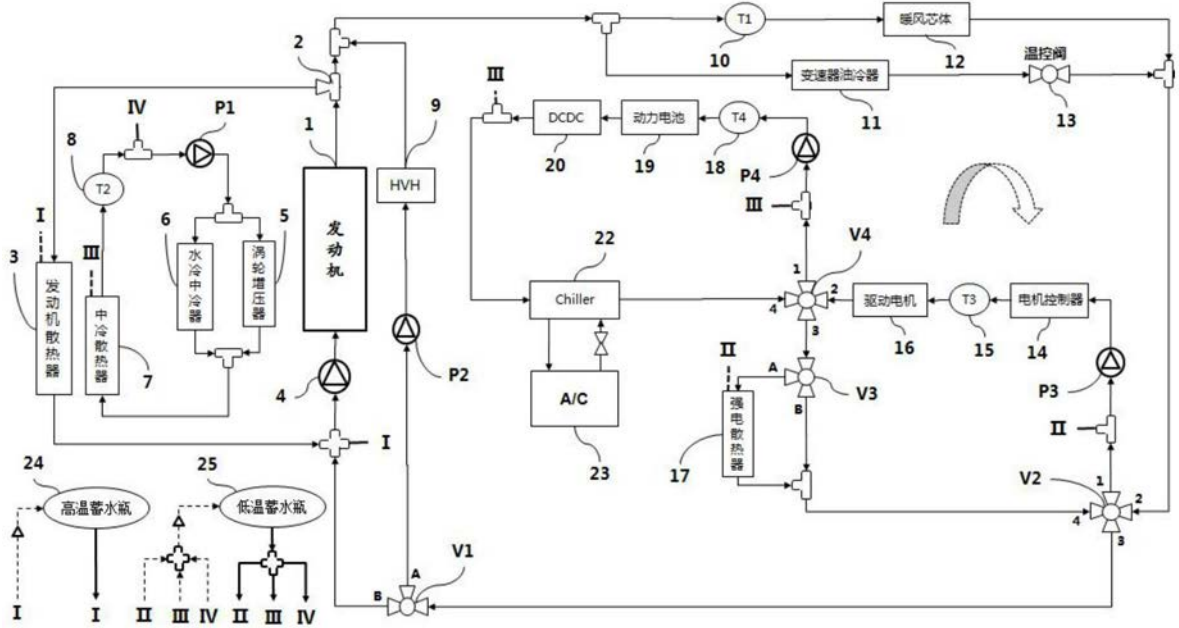 T1
暖风芯体
2
10
12
温控阀
III
变速器油冷器
IV
P1
9
11
13
1
DCDC
动力电池
T4
8
20
19
18
P4
T2
HVH
III
I
6
5
发动机
III
3
水冷中冷器
涡轮增压器
22
V4
1
发动机散热器
中冷散热器
Chiller
2
驱动电机
T3
电机控制器
4
3
16
15
14
7
P2
II
4
A
V3
P3
A/C
B
强电散热器
I
II
17
23
24
25
1
V2
高温蓄水瓶
低温蓄水瓶
2
4
3
V1
A
B
I
I
II
III
IV
II
III
IV